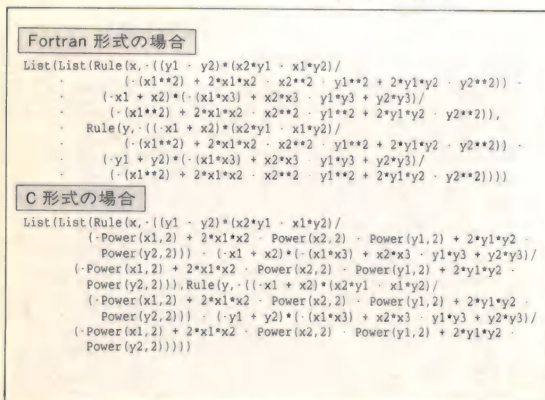 Fortran 形式の場合
List(List(Rule(x,-((y1 - y2)*(x2*y1 - x1*y2)/
- (-(x1**2) + 2*x1*x2 - x2**2 - y1**2 + 2*y1*y2 - y2**2)) -
- (-x1 + x2)*(-(x1*x3) + x2*x3 - y1*y3 + y2*y3)/
- (-(x1**2) + 2*x1*x2 - x2**2 - y1**2 + 2*y1*y2 - y2**2)),
- Rule(y,-((-x1 + x2)*(x2*y1 - x1*y2)/
- (-(x1**2) + 2*x1*x2 - x2**2 - y1**2 + 2*y1*y2 - y2**2)) -
- (-y1 + y2)*(-(x1*x3) + x2*x3 - y1*y3 + y2*y3)/
- (-(x1**2) + 2*x1*x2 - x2**2 - y1**2 + 2*y1*y2 - y2**2))))
C 形式の場合
List(List(Rule(x,-((y1 - y2)*(x2*y1 - x1*y2)/
(-Power(x1,2) + 2*x1*x2 - Power(x2,2) - Power(y1,2) + 2*y1*y2 -
Power(y2,2))) - (-x1 + x2)*(-(x1*x3) + x2*x3 - y1*y3 + y2*y3)/
(-Power(x1,2) + 2*x1*x2 - Power(x2,2) - Power(y1,2) + 2*y1*y2 -
Power(y2,2))),Rule(y,-((-x1 + x2)*(x2*y1 - x1*y2)/
(-Power(x1,2) + 2*x1*x2 - Power(x2,2) - Power(y1,2) + 2*y1*y2 -
Power(y2,2))) - (-y1 + y2)*(-(x1*x3) + x2*x3 - y1*y3 + y2*y3)/
(-Power(x1,2) + 2*x1*x2 - Power(x2,2) - Power(y1,2) + 2*y1*y2 -
Power(y2,2)))))